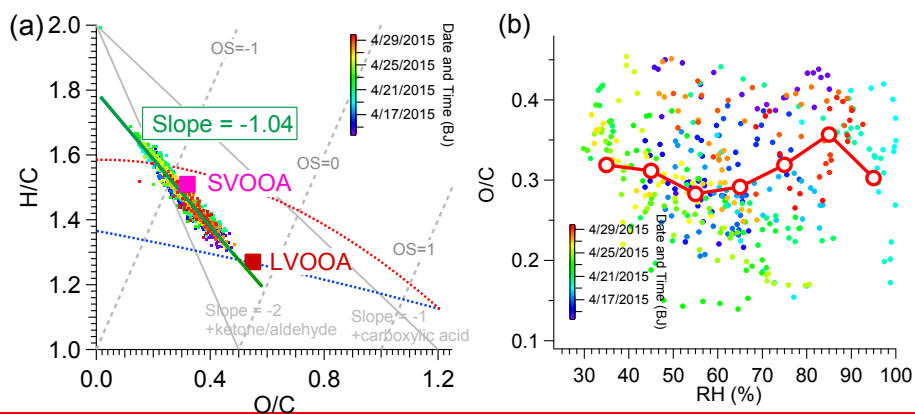 (a)
2.0
1.8
1.6
1.4
1.2
1.0
H/C
0.0
0.4
0.8
1.2
O/C
OS=-1
OS=0
OS=1
Slope = -1.04
SVOOA
LVOOA
Slope = -2
+ketone/aldehyde
Slope = -1
+carboxylic acid
4/29/2015
4/25/2015
4/21/2015
4/17/2015
Date and Time (BJ)
(b)
0.4
0.3
0.2
0.1
O/C
30 40 50 60 70 80 90 100
RH (%)
4/29/2015
4/25/2015
4/21/2015
4/17/2015
Date and Time (BJ)